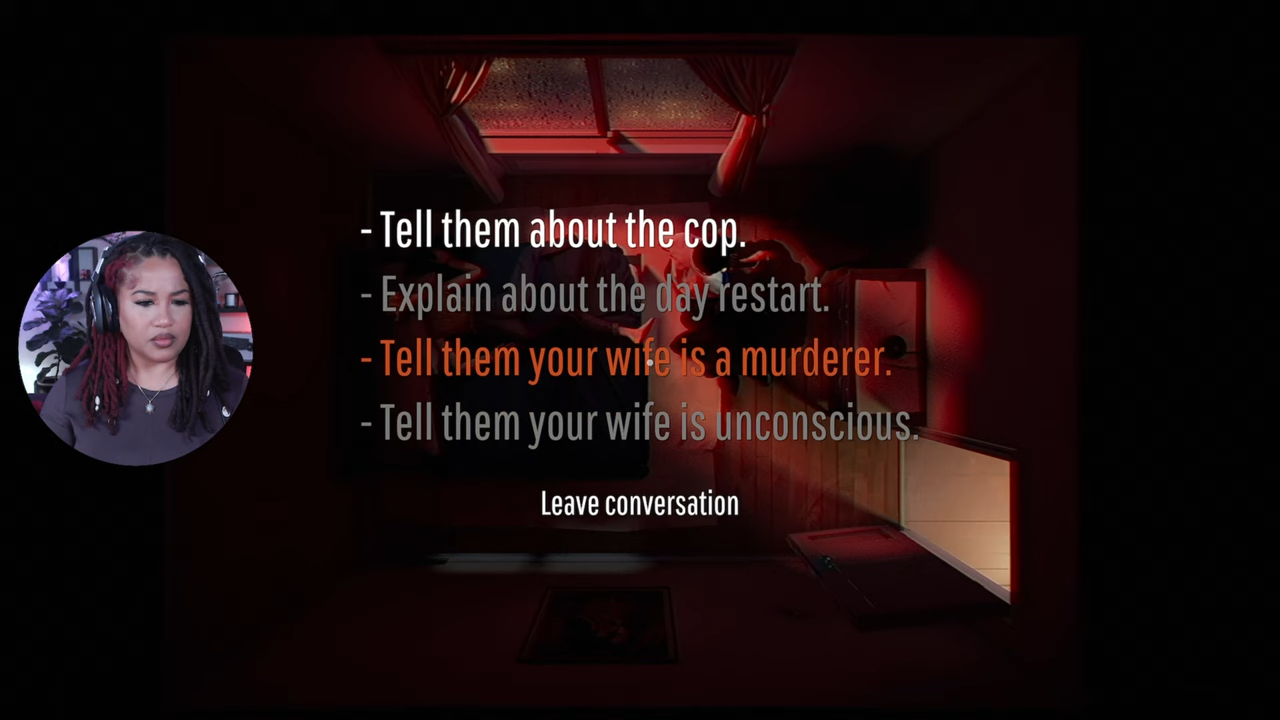 - Tell them about the cop.
- Explain about the day restart.
- Tell them your wife is a murderer.
- Tell them your wife is unconscious.
Leave conversation